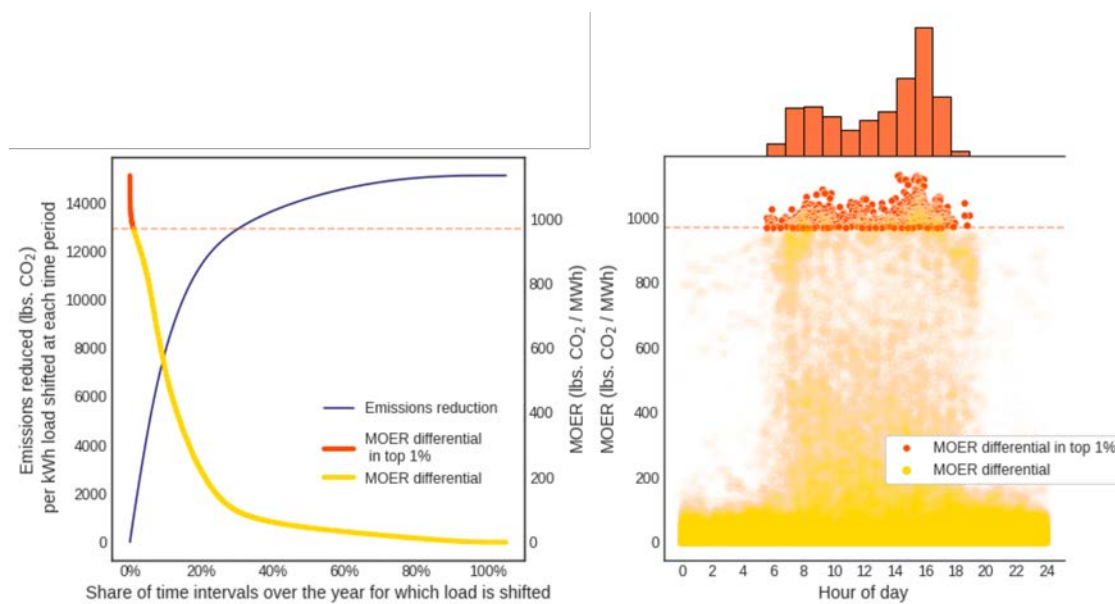 14000
12000
10000
8000
6000
4000
2000
0
Emissions reduced (lbs. CO₂)
per kWh load shifted at each time period
1000
800
600
400
200
0
MOER (lbs. CO₂ / MWh)
Emissions reduction
MOER differential
in top 1%
MOER differential
0% 20% 40% 60% 80% 100%
Share of time intervals over the year for which load is shifted
MOER (lbs. CO₂ / MWh)
1000
800
600
400
200
0
MOER differential in top 1%
MOER differential
0 2 4 6 8 10 12 14 16 18 20 22 24
Hour of day